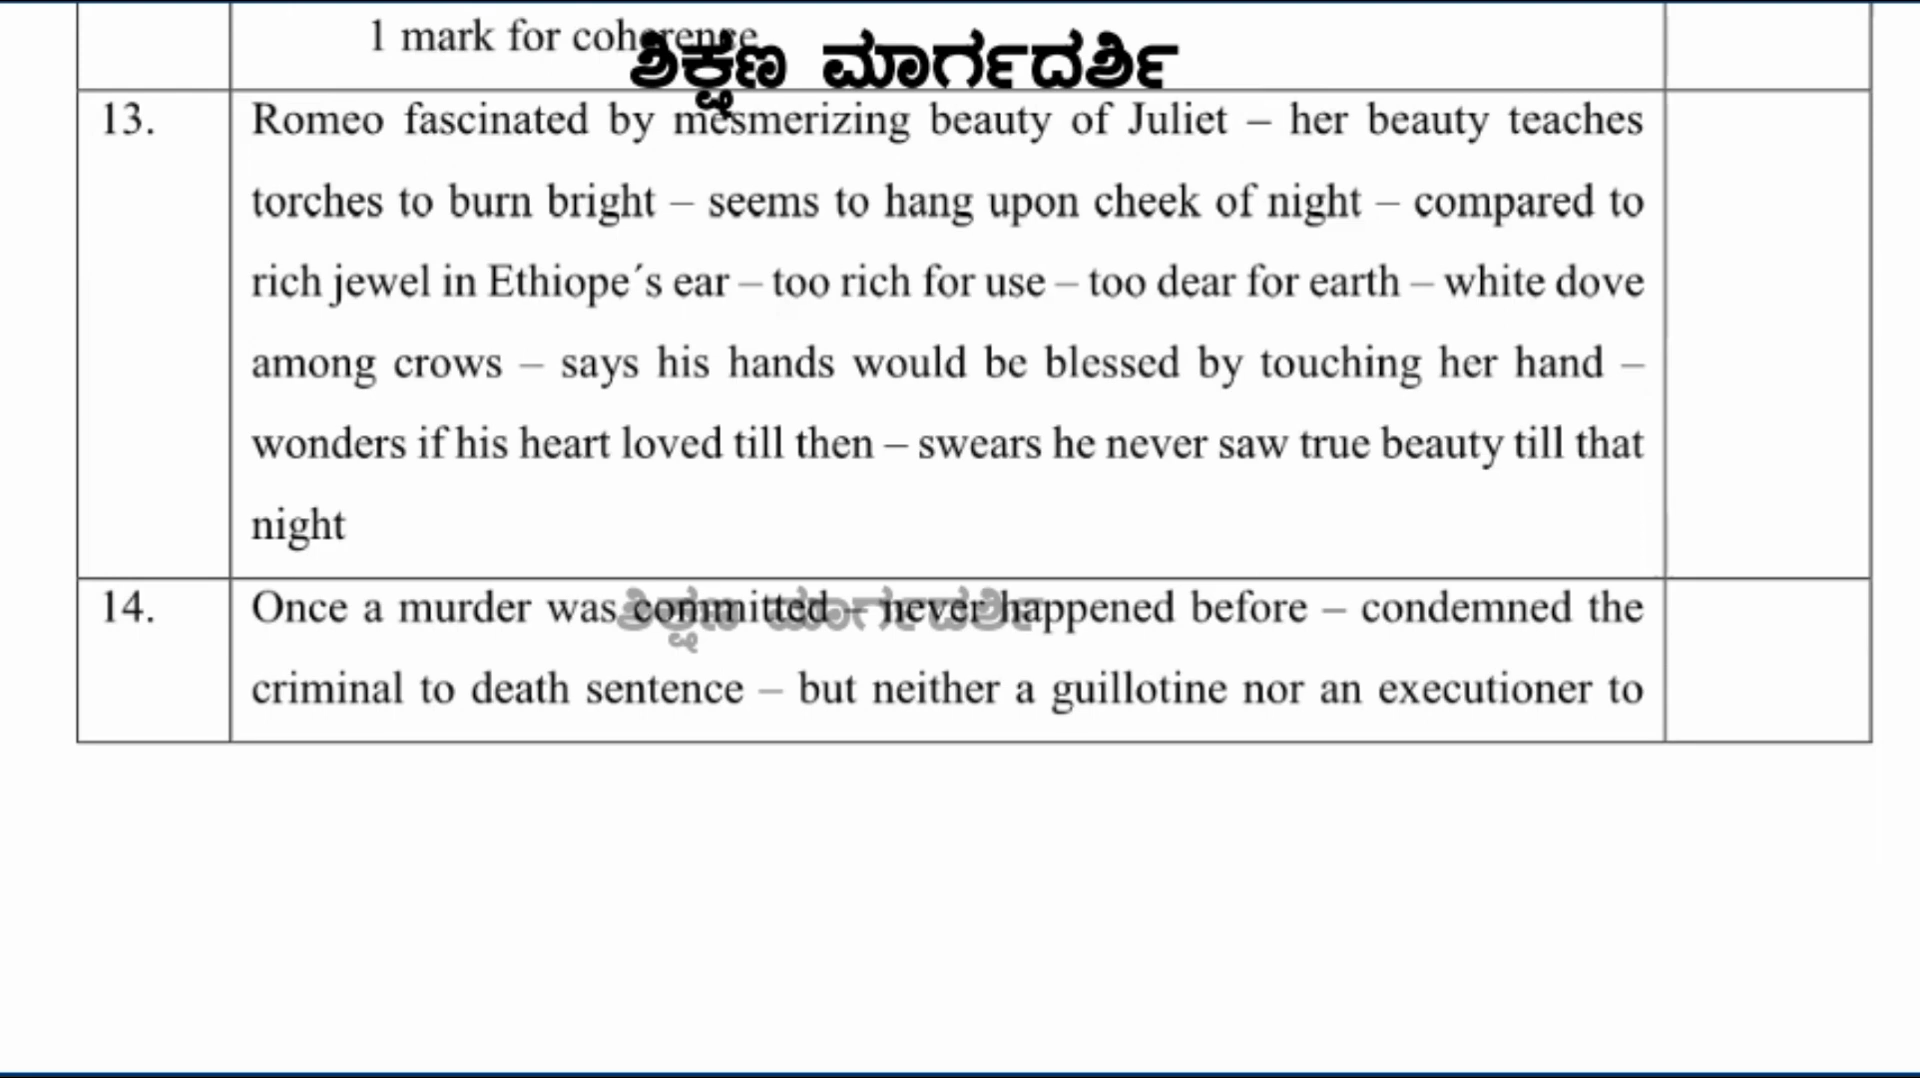 1 mark for coherence
ಶಿಕ್ಷಣ ಮಾರ್ಗದರ್ಶಿ
13. Romeo fascinated by mesmerizing beauty of Juliet – her beauty teaches
torches to burn bright – seems to hang upon cheek of night – compared to
rich jewel in Ethiope´s ear – too rich for use – too dear for earth – white dove
among crows – says his hands would be blessed by touching her hand –
wonders if his heart loved till then – swears he never saw true beauty till that
night
14. Once a murder was committed – never happened before – condemned the
ಶಿಕ್ಷಣ ಮಾರ್ಗದರ್ಶಿ
criminal to death sentence – but neither a guillotine nor an executioner to